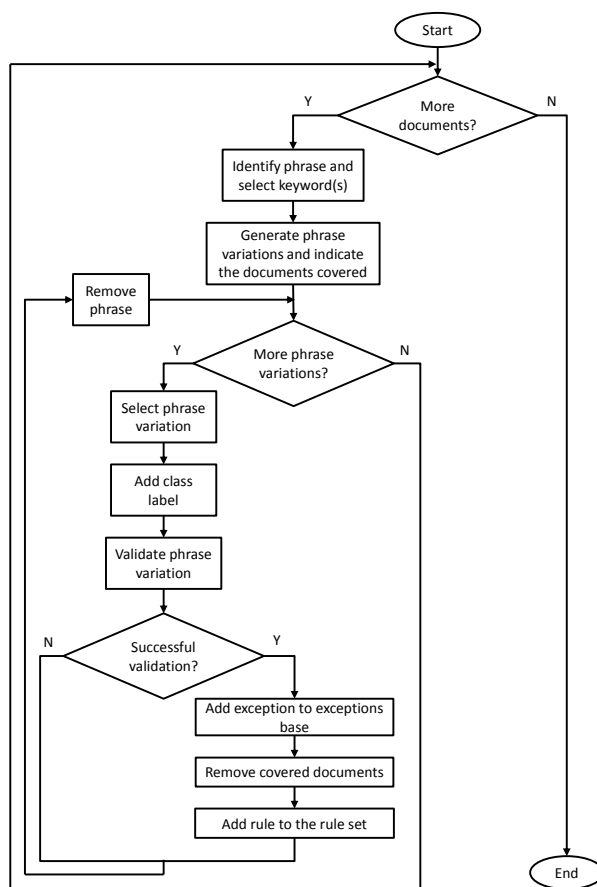 Start
More
documents?
Y
N
Identify phrase and
select keyword(s)
Generate phrase
variations and indicate
the documents covered
Remove
phrase
More phrase
variations?
Y
N
Select phrase
variation
Add class
label
Validate phrase
variation
Successful
validation?
N
Y
Add exception to exceptions
base
Remove covered documents
Add rule to the rule set
End